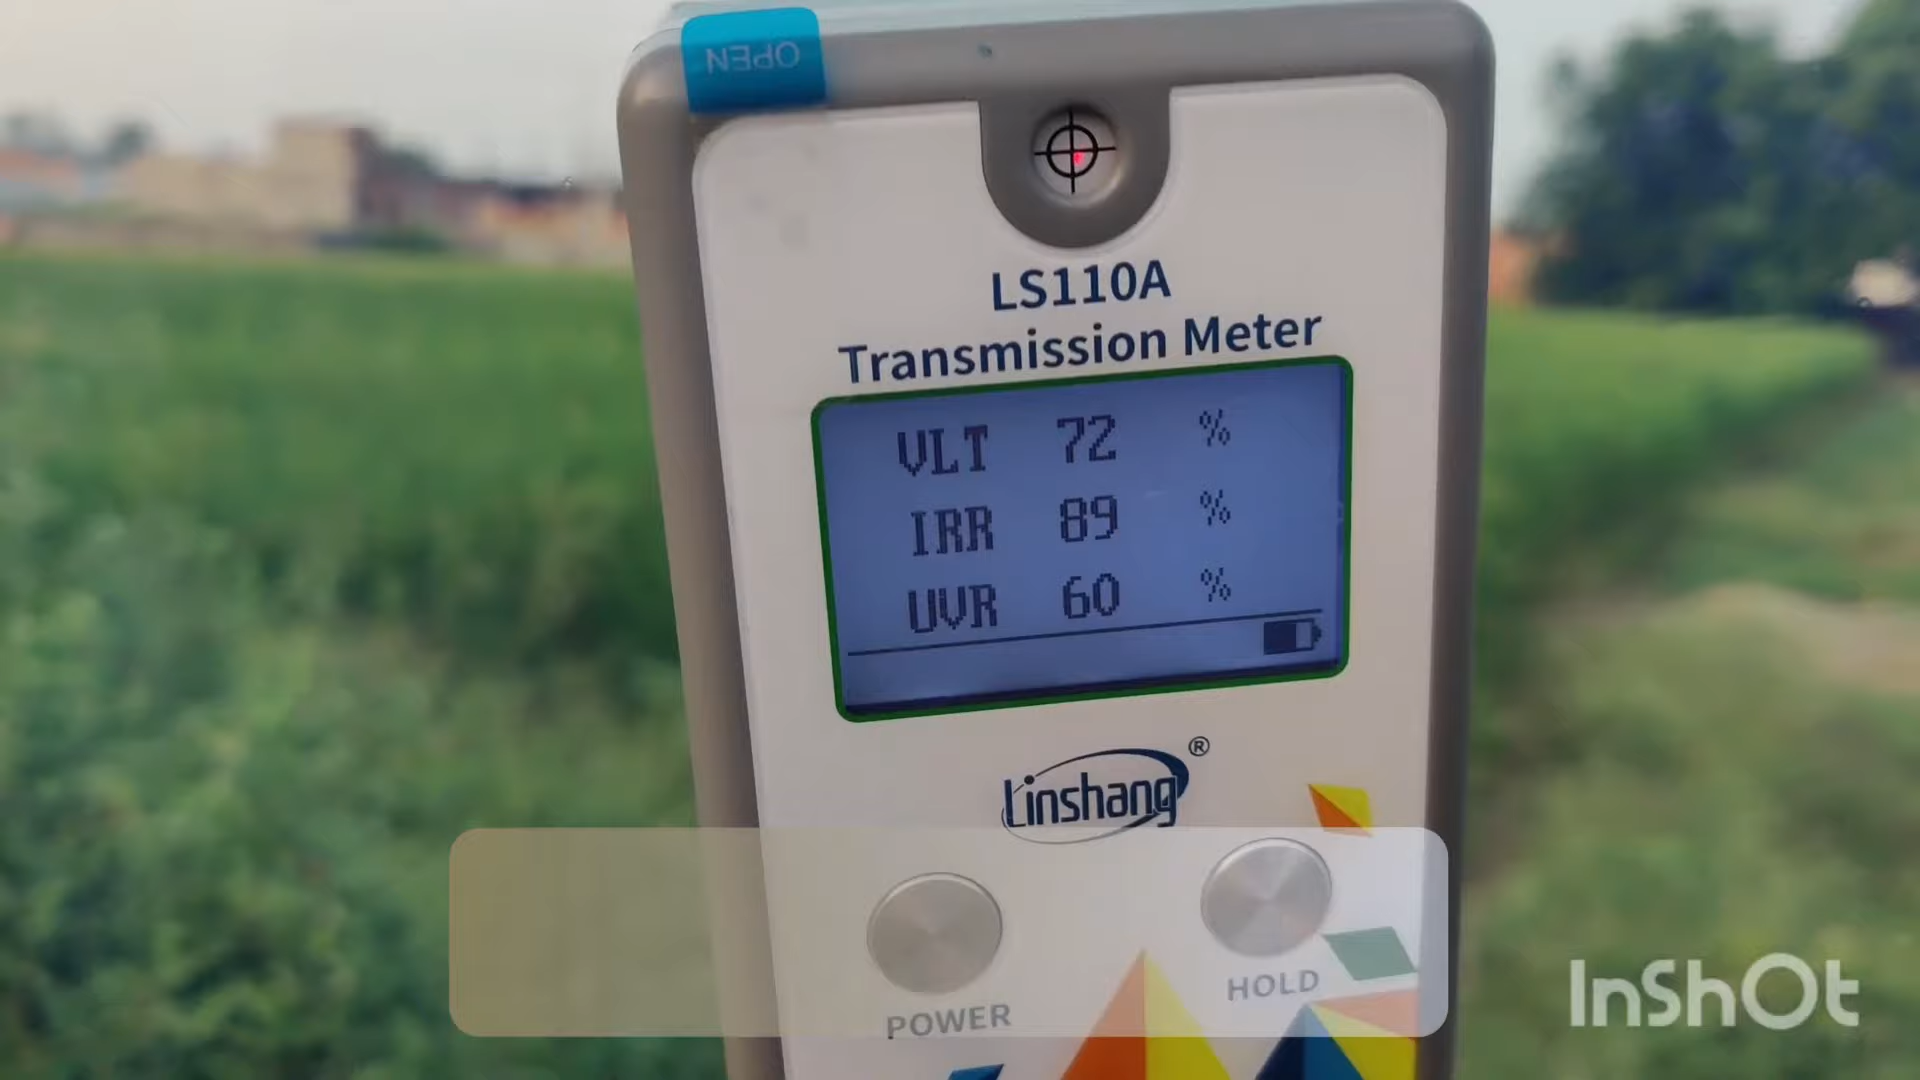 OPEN
LS110A
Transmission Meter
VLT 72 %
IRR 89 %
UVR 60 %
Linshang®
POWER
HOLD
InShOt